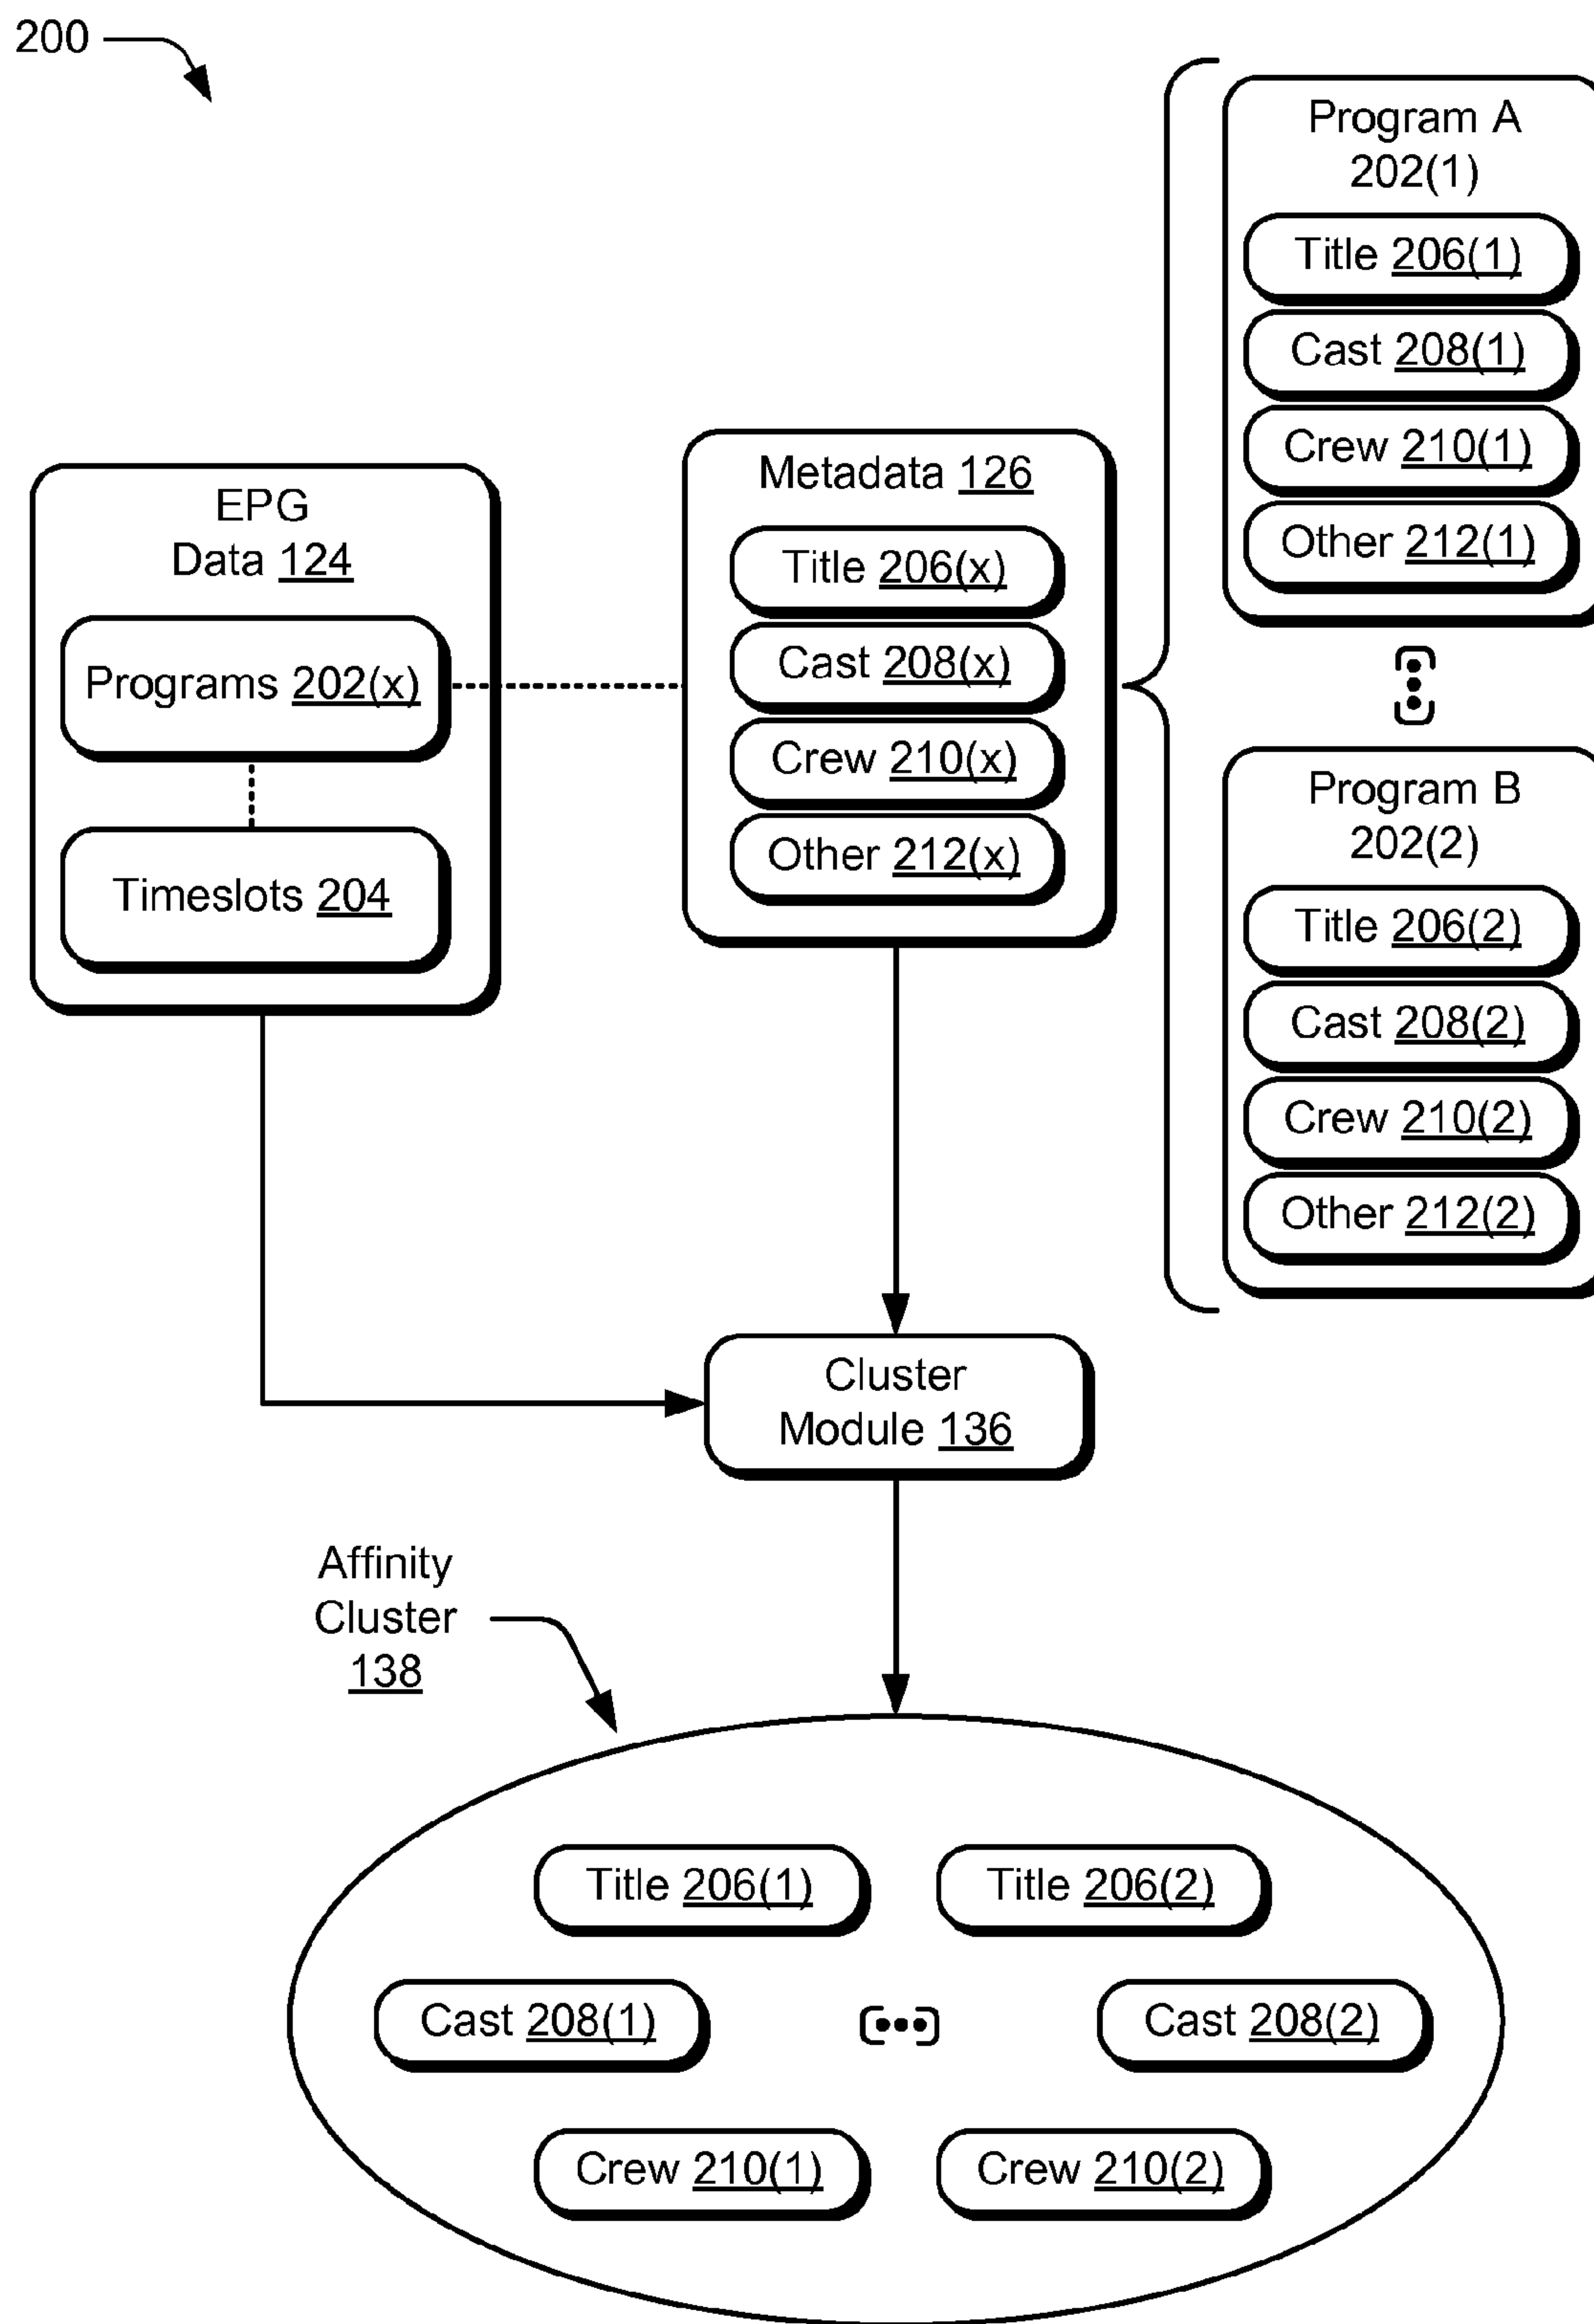 200
EPG
Data 124
Programs 202(x)
Timeslots 204
Metadata 126
Title 206(x)
Cast 208(x)
Crew 210(x)
Other 212(x)
Program A
202(1)
Title 206(1)
Cast 208(1)
Crew 210(1)
Other 212(1)
Program B
202(2)
Title 206(2)
Cast 208(2)
Crew 210(2)
Other 212(2)
Cluster
Module 136
Affinity
Cluster
138
Title 206(1)
Title 206(2)
Cast 208(1)
Cast 208(2)
Crew 210(1)
Crew 210(2)